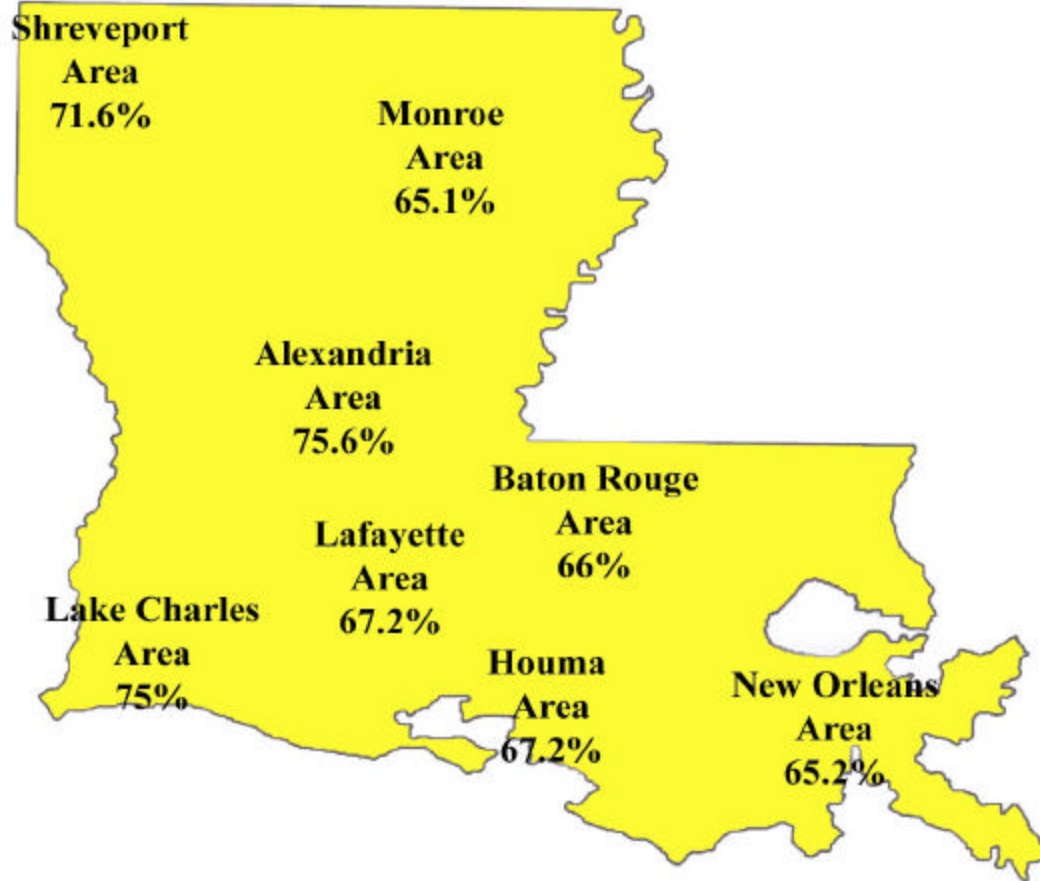 Shreveport
Area
71.6%
Monroe
Area
65.1%
Alexandria
Area
75.6%
Baton Rouge
Area
66%
Lafayette
Area
67.2%
Lake Charles
Area
75%
Houma
Area
67.2%
New Orleans
Area
65.2%